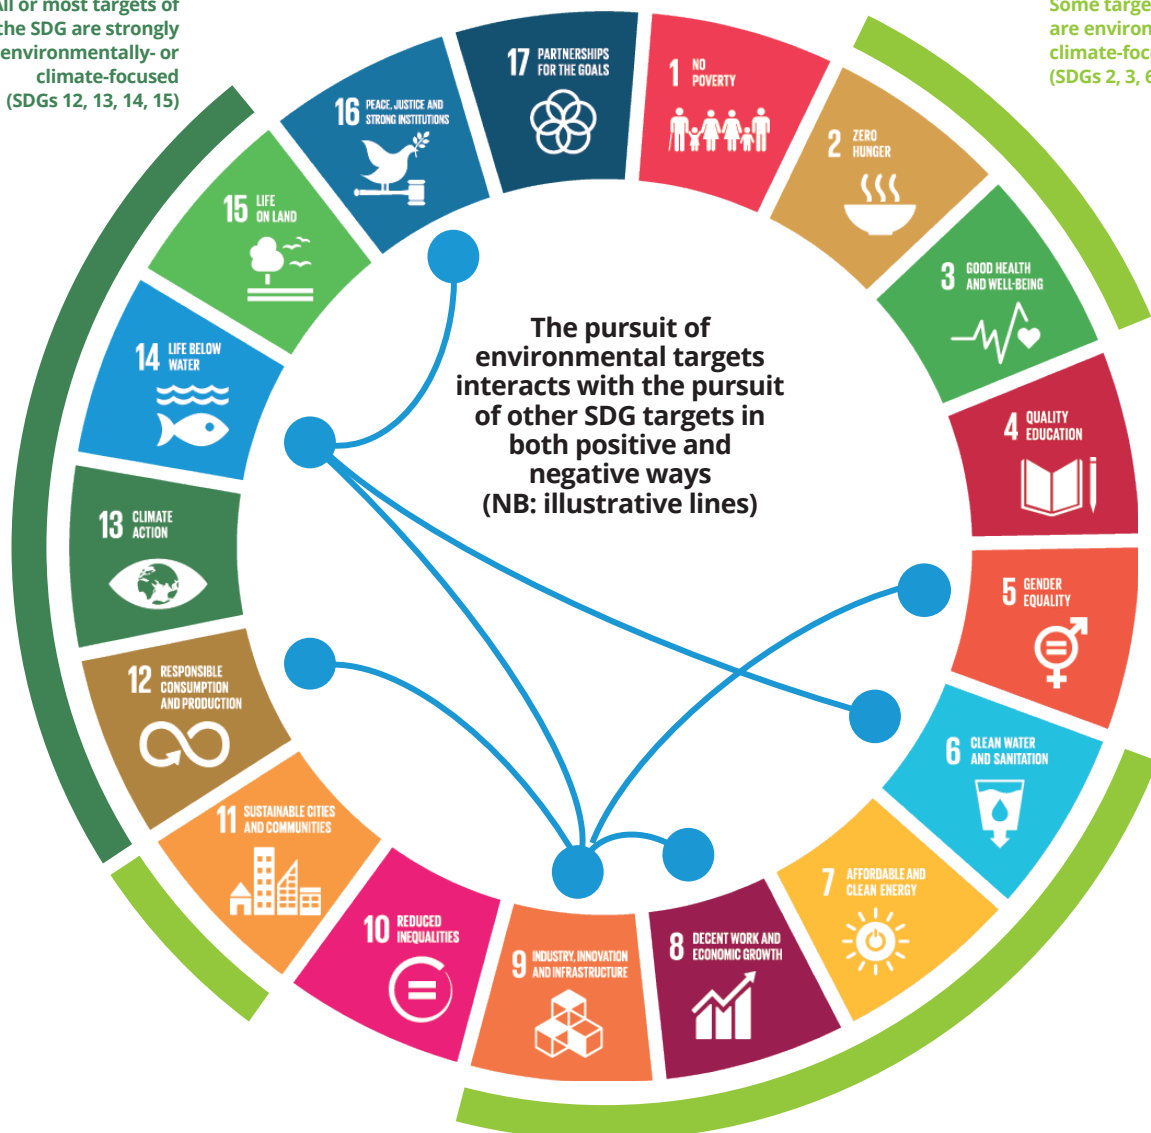 All or most targets of
the SDG are strongly
environmentally- or
climate-focused
(SDGs 12, 13, 14, 15)
Some
are
(SDGs 2, 3,
17 PARTNERSHIPS
FOR THE GOALS
1 NO
POVERTY
2 ZERO
HUNGER
3 GOOD HEALTH
AND WELL-BEING
4 QUALITY
EDUCATION
5 GENDER
EQUALITY
6 CLEAN WATER
AND SANITATION
7 AFFORDABLE AND
CLEAN ENERGY
8 DECENT WORK AND
ECONOMIC GROWTH
9 INDUSTRY, INNOVATION
AND INFRASTRUCTURE
10 REDUCED
INEQUALITIES
11 SUSTAINABLE CITIES
AND COMMUNITIES
12 RESPONSIBLE
CONSUMPTION
AND PRODUCTION
13 CLIMATE
ACTION
14 LIFE BELOW
WATER
15 LIFE
ON LAND
16 PEACE, JUSTICE AND
STRONG INSTITUTIONS
The pursuit of
environmental targets
interacts with the pursuit
of other SDG targets in
both positive and
negative ways
(NB: illustrative lines)